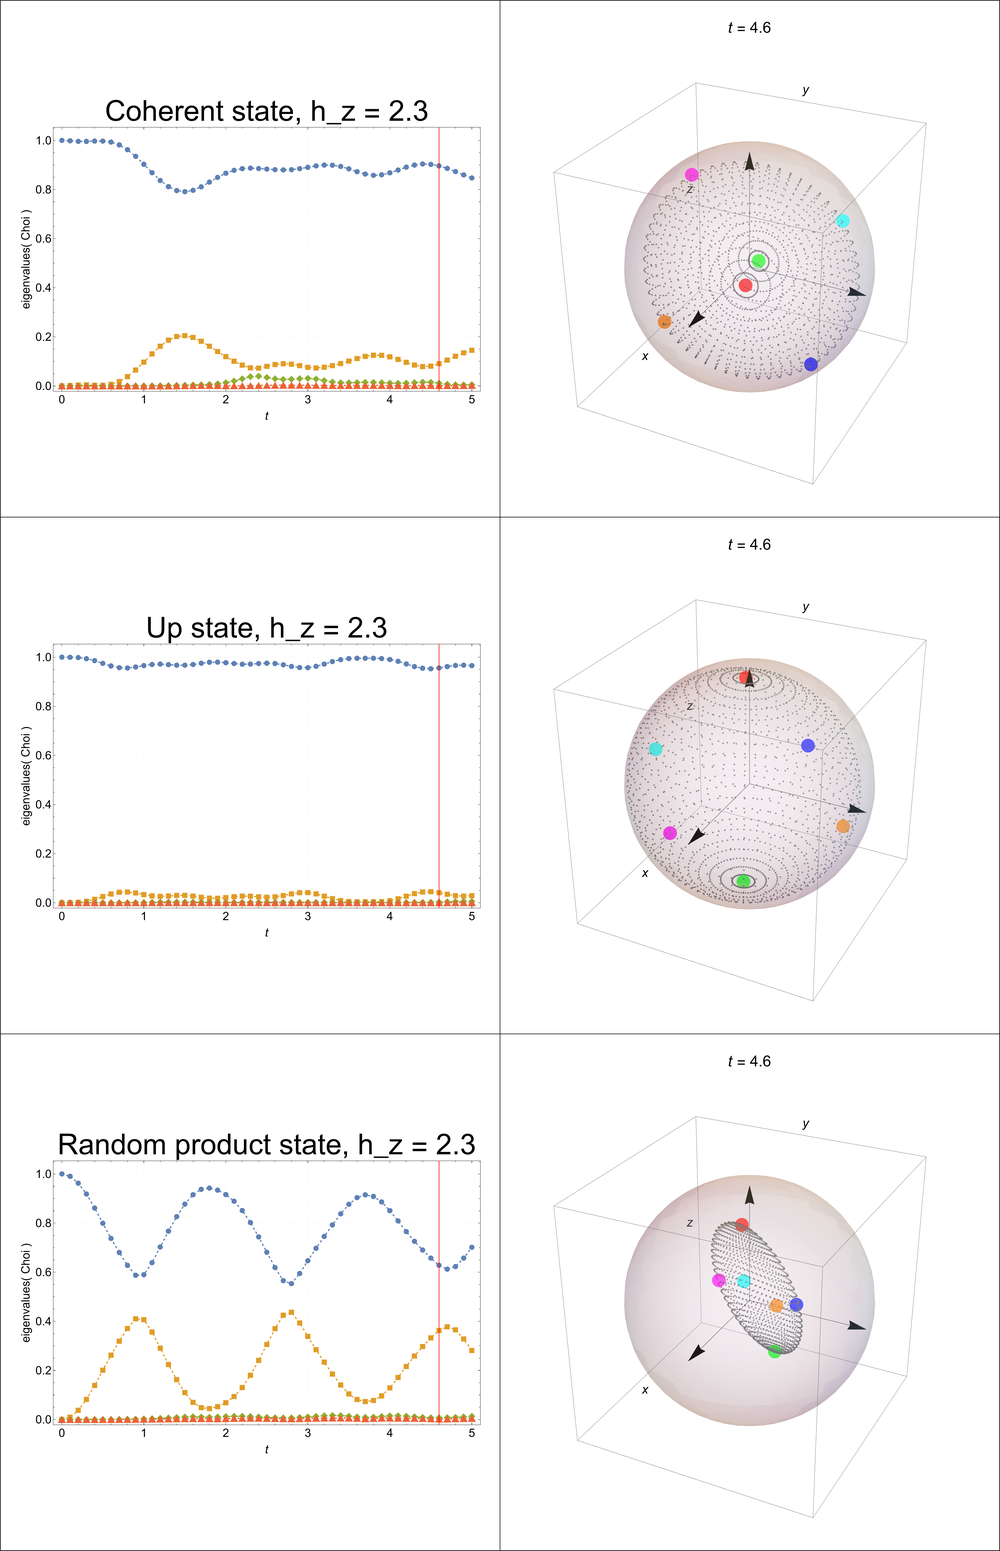 t = 4.6
Coherent state, h_z = 2.3
eigenvalues( Choi )
1.0
0.8
0.6
0.4
0.2
0.0
0 1 2 3 4 5
t
y
z
x
t = 4.6
Up state, h_z = 2.3
eigenvalues( Choi )
1.0
0.8
0.6
0.4
0.2
0.0
0 1 2 3 4 5
t
y
z
x
t = 4.6
Random product state, h_z = 2.3
eigenvalues( Choi )
1.0
0.8
0.6
0.4
0.2
0.0
0 1 2 3 4 5
t
y
z
x